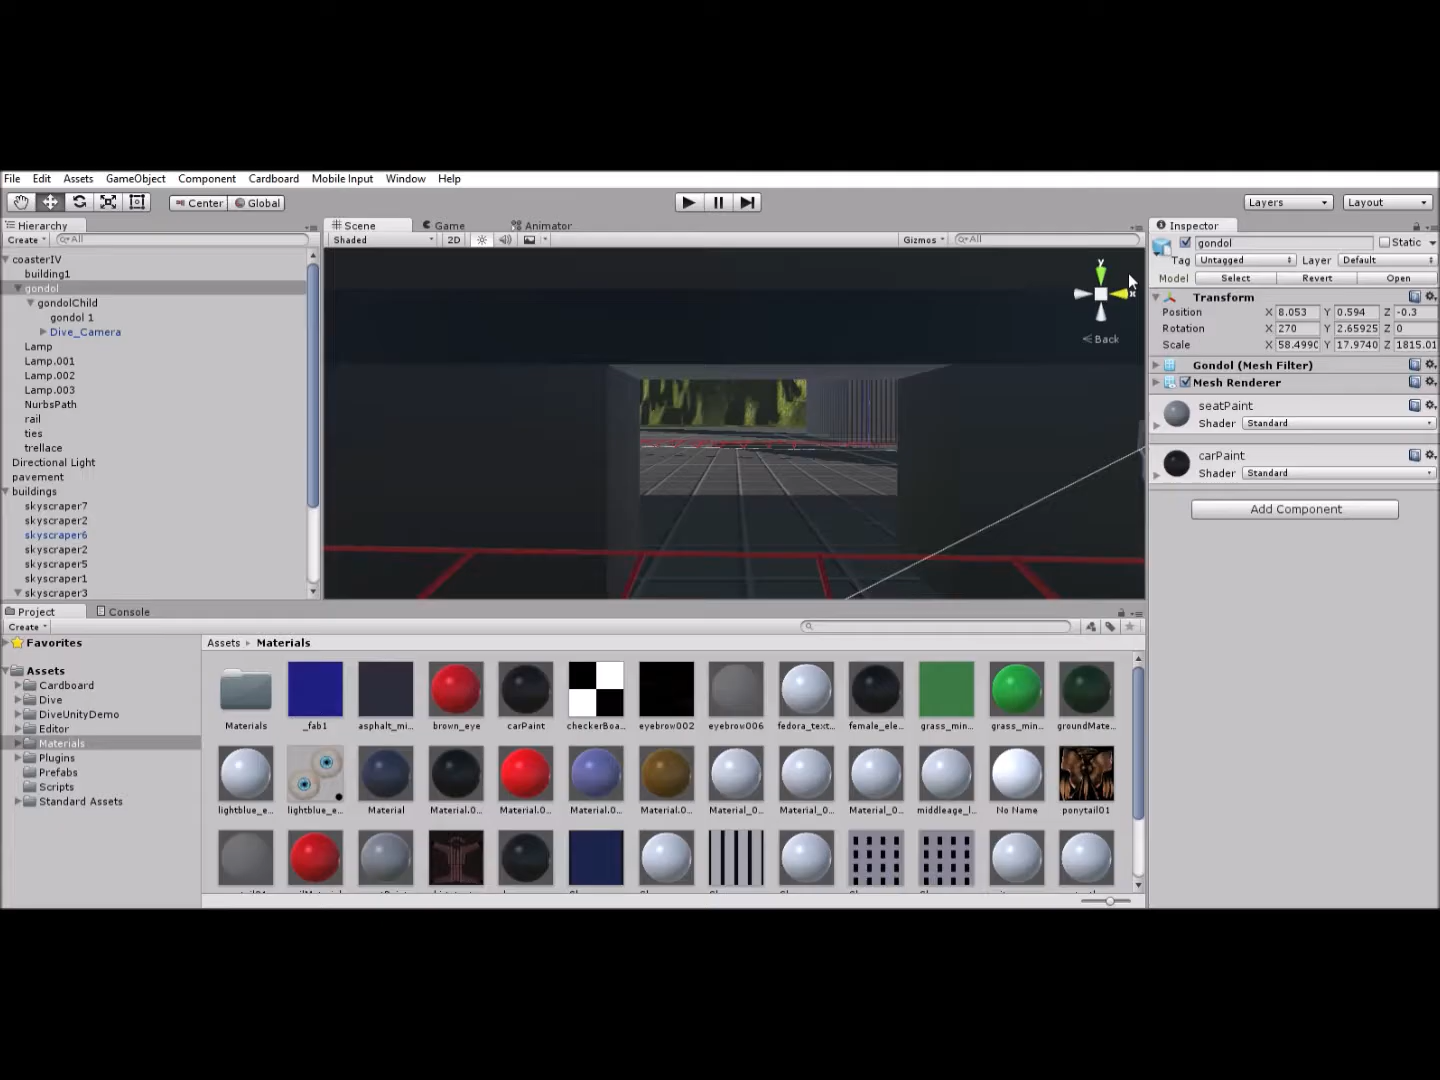 File Edit Assets GameObject Component Cardboard Mobile Input Window Help
Center Global Layers Layout
Hierarchy
Create All
coasterIV
building1
gondol
gondolChild
gondol 1
Dive_Camera
Lamp
Lamp.001
Lamp.002
Lamp.003
NurbsPath
rail
ties
trellace
Directional Light
pavement
buildings
skyscraper7
skyscraper2
skyscraper6
skyscraper2
skyscraper5
skyscraper1
skyscraper3
Scene Game Animator
Shaded 2D Gizmos All
y
x
Back
Inspector
gondol Static
Tag Untagged Layer Default
Model Select Revert Open
Transform
Position X 8.053 Y 0.594 Z -0.3
Rotation X 270 Y 2.65925 Z 0
Scale X 58.4990 Y 17.9740 Z 1815.01
Gondol (Mesh Filter)
Mesh Renderer
seatPaint
Shader Standard
carPaint
Shader Standard
Add Component
Project Console
Create
Favorites
Assets
Cardboard
Dive
DiveUnityDemo
Editor
Materials
Plugins
Prefabs
Scripts
Standard Assets
Assets Materials
Materials _fab1 asphalt_mi... brown_eye carPaint checkerBoa... eyebrow002 eyebrow006 fedora_text... female_ele... grass_min... grass_min... groundMate...
lightblue_e... lightblue_e... Material Material.0... Material.0... Material.0... Material.0... Material_0... Material_0... Material_0... middleage_l... No Name ponytail01